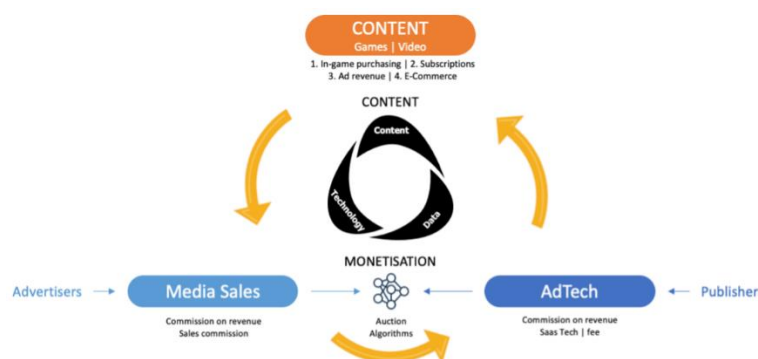 CONTENT
Games | Video
1. In-game purchasing | 2. Subscriptions
3. Ad revenue | 4. E-Commerce
CONTENT
Content
Technology
Data
MONETISATION
Advertisers
Media Sales
AdTech
Publisher
Commission on revenue
Sales commission
Auction
Algorithms
Commission on revenue
Saas Tech | fee